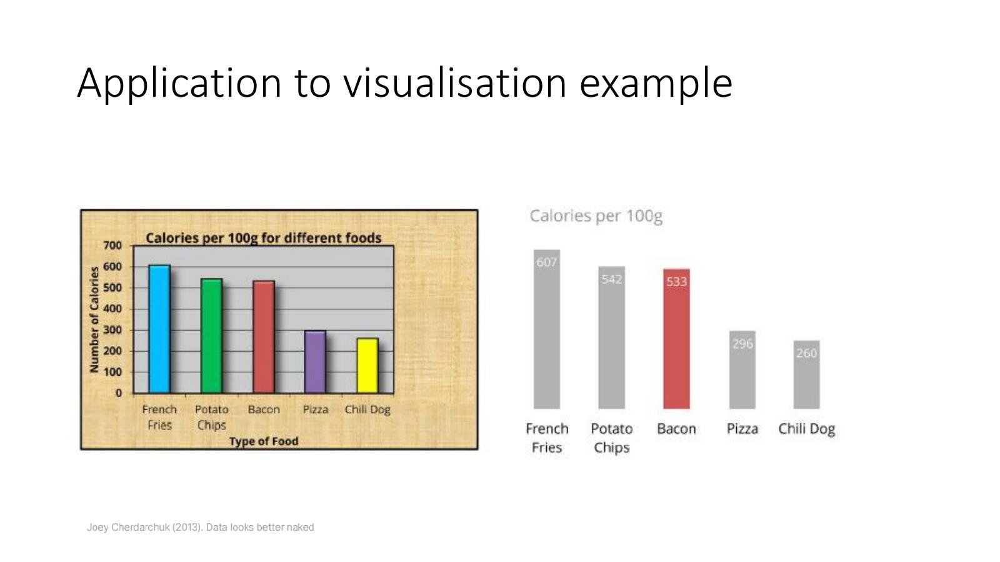 Application to visualisation example
Calories per 100g for different foods
Number of Calories
700
600
500
400
300
200
100
0
French Fries
Potato Chips
Bacon
Pizza
Chili Dog
Type of Food
Calories per 100g
607
542
533
296
260
French Fries
Potato Chips
Bacon
Pizza
Chili Dog
Joey Cherdarchuk (2013). Data looks better naked